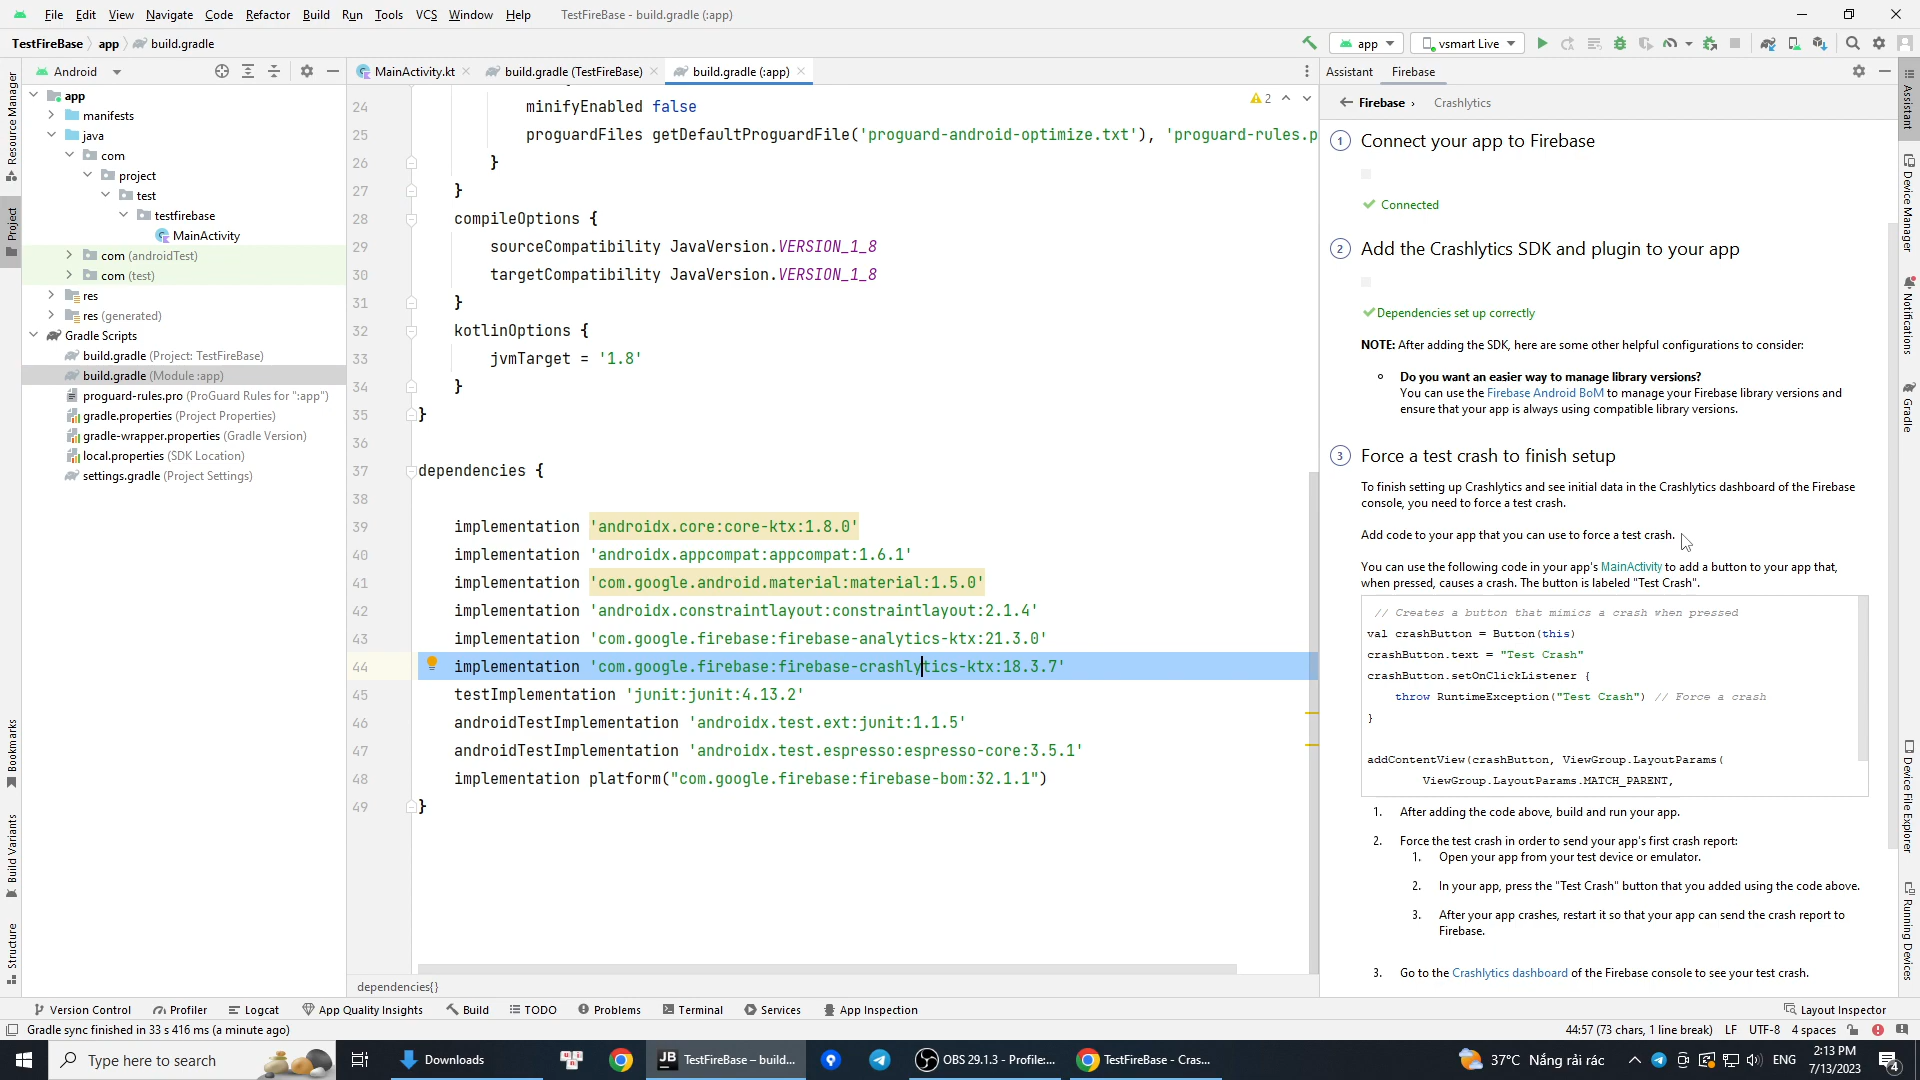 File Edit View Navigate Code Refactor Build Run Tools VCS Window Help TestFireBase - build.gradle (:app)
TestFireBase app build.gradle app vsmart Live
Resource Manager
Project
Bookmarks
Build Variants
Structure
Android
app
manifests
java
com
project
test
testfirebase
MainActivity
com (androidTest)
com (test)
res
res (generated)
Gradle Scripts
build.gradle (Project: TestFireBase)
build.gradle (Module :app)
proguard-rules.pro (ProGuard Rules for ":app")
gradle.properties (Project Properties)
gradle-wrapper.properties (Gradle Version)
local.properties (SDK Location)
settings.gradle (Project Settings)
MainActivity.kt build.gradle (TestFireBase) build.gradle (:app)
2
24 minifyEnabled false
25 proguardFiles getDefaultProguardFile('proguard-android-optimize.txt'), 'proguard-rules.p
26 }
27 }
28 compileOptions {
29 sourceCompatibility JavaVersion.VERSION_1_8
30 targetCompatibility JavaVersion.VERSION_1_8
31 }
32 kotlinOptions {
33 jvmTarget = '1.8'
34 }
35 }
36
37 dependencies {
38
39 implementation 'androidx.core:core-ktx:1.8.0'
40 implementation 'androidx.appcompat:appcompat:1.6.1'
41 implementation 'com.google.android.material:material:1.5.0'
42 implementation 'androidx.constraintlayout:constraintlayout:2.1.4'
43 implementation 'com.google.firebase:firebase-analytics-ktx:21.3.0'
44 implementation 'com.google.firebase:firebase-crashlytics-ktx:18.3.7'
45 testImplementation 'junit:junit:4.13.2'
46 androidTestImplementation 'androidx.test.ext:junit:1.1.5'
47 androidTestImplementation 'androidx.test.espresso:espresso-core:3.5.1'
48 implementation platform("com.google.firebase:firebase-bom:32.1.1")
49 }
dependencies{}
Assistant Firebase
Firebase › Crashlytics
1 Connect your app to Firebase
Connected
2 Add the Crashlytics SDK and plugin to your app
Dependencies set up correctly
NOTE: After adding the SDK, here are some other helpful configurations to consider:
Do you want an easier way to manage library versions?
You can use the Firebase Android BoM to manage your Firebase library versions and
ensure that your app is always using compatible library versions.
3 Force a test crash to finish setup
To finish setting up Crashlytics and see initial data in the Crashlytics dashboard of the Firebase
console, you need to force a test crash.
Add code to your app that you can use to force a test crash.
You can use the following code in your app's MainActivity to add a button to your app that,
when pressed, causes a crash. The button is labeled "Test Crash".
// Creates a button that mimics a crash when pressed
val crashButton = Button(this)
crashButton.text = "Test Crash"
crashButton.setOnClickListener {
throw RuntimeException("Test Crash") // Force a crash
}
addContentView(crashButton, ViewGroup.LayoutParams(
ViewGroup.LayoutParams.MATCH_PARENT,
1. After adding the code above, build and run your app.
2. Force the test crash in order to send your app's first crash report:
1. Open your app from your test device or emulator.
2. In your app, press the "Test Crash" button that you added using the code above.
3. After your app crashes, restart it so that your app can send the crash report to
Firebase.
3. Go to the Crashlytics dashboard of the Firebase console to see your test crash.
Assistant
Device Manager
Notifications
Gradle
Device File Explorer
Running Devices
Version Control Profiler Logcat App Quality Insights Build TODO Problems Terminal Services App Inspection Layout Inspector
Gradle sync finished in 33 s 416 ms (a minute ago) 44:57 (73 chars, 1 line break) LF UTF-8 4 spaces
Type here to search Downloads TestFireBase – build... OBS 29.1.3 - Profile:... TestFireBase - Cras... 37°C Nắng rải rác ENG 2:13 PM
7/13/2023
4